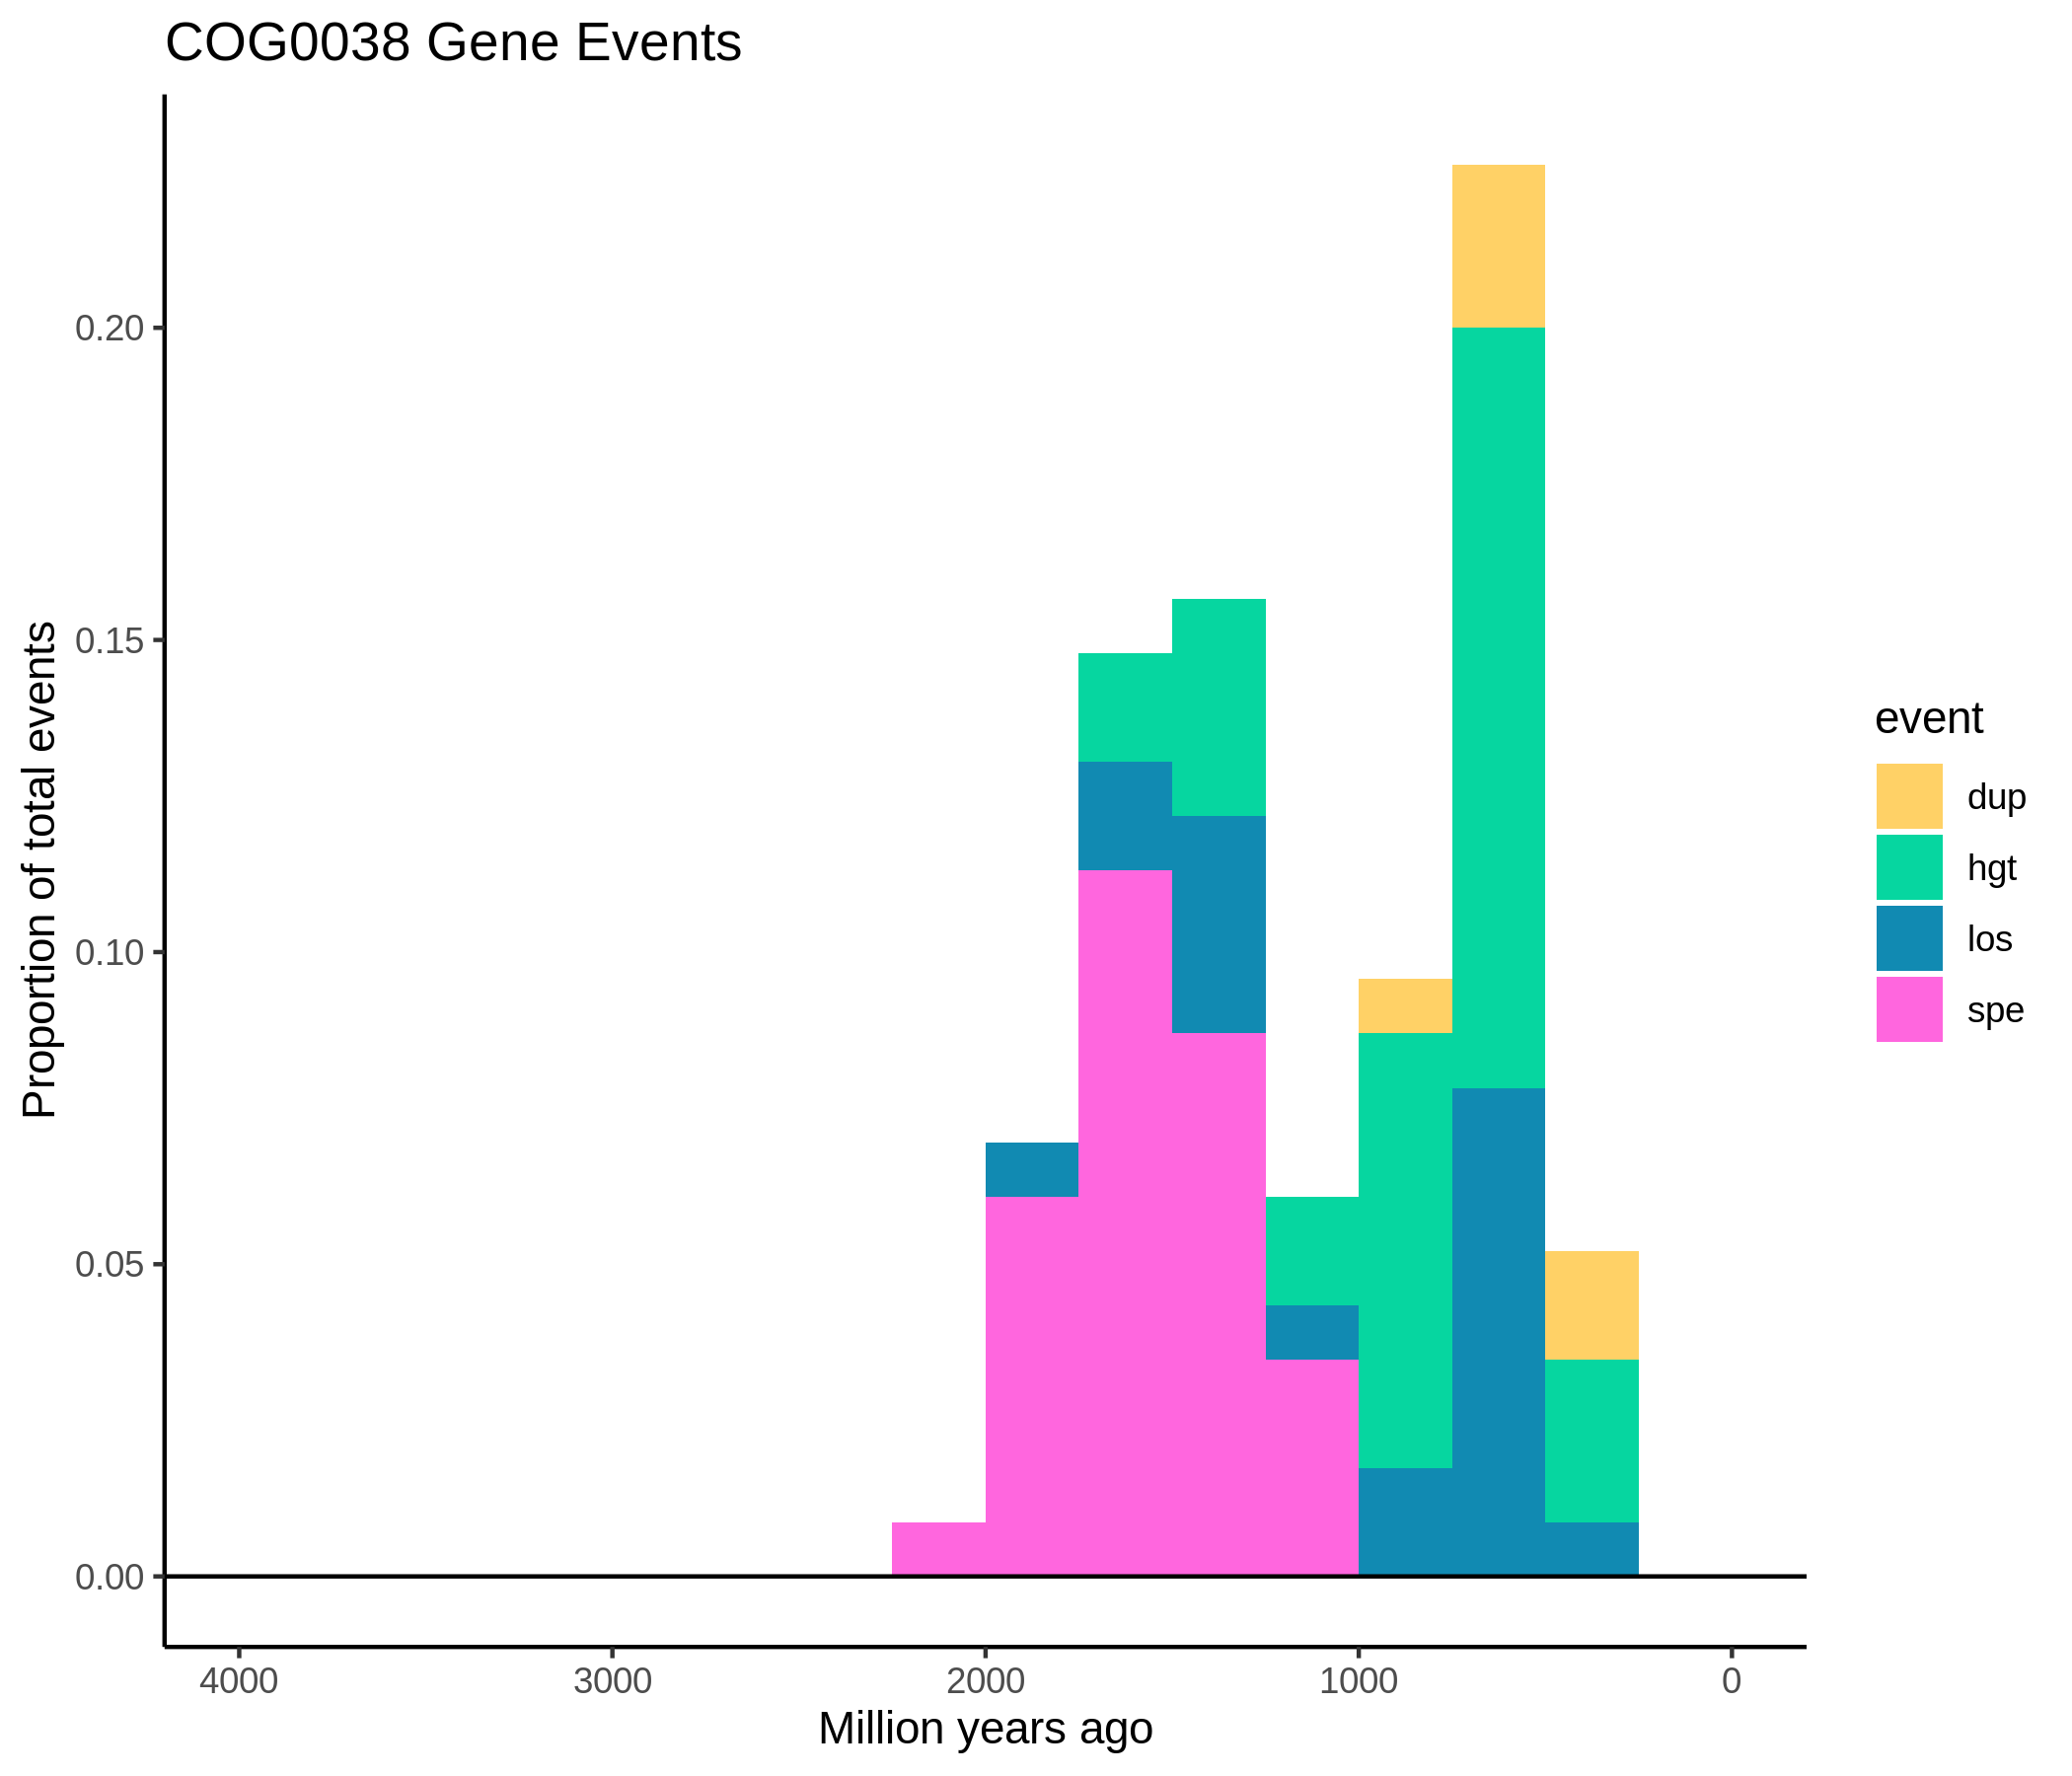 COG0038 Gene Events
Proportion of total events
0.20
0.15
0.10
0.05
0.00
4000 3000 2000 1000 0
Million years ago
event
dup
hgt
los
spe